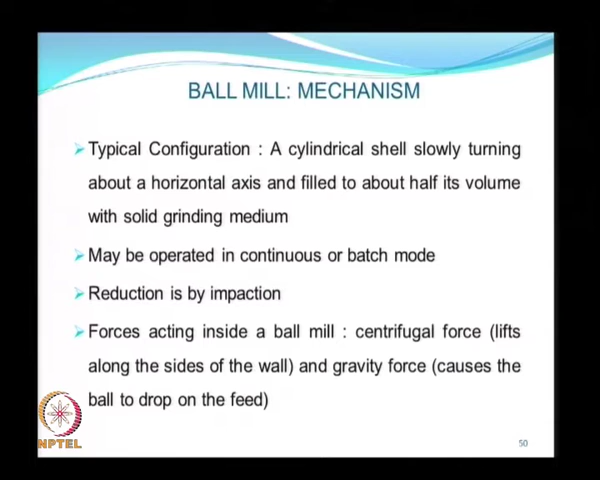 BALL MILL: MECHANISM
Typical Configuration : A cylindrical shell slowly turning
about a horizontal axis and filled to about half its volume
with solid grinding medium
May be operated in continuous or batch mode
Reduction is by impaction
Forces acting inside a ball mill : centrifugal force (lifts
along the sides of the wall) and gravity force (causes the
ball to drop on the feed)
NPTEL
50